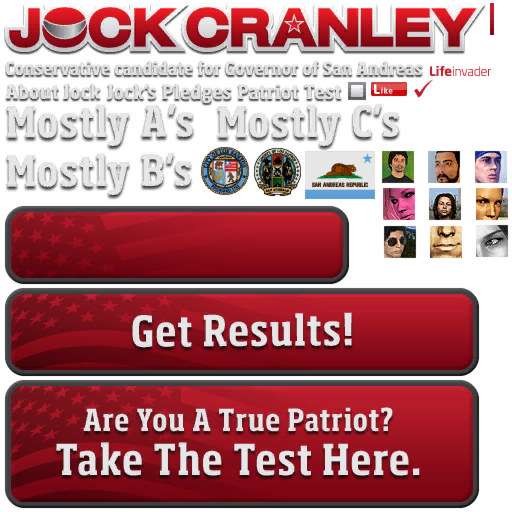 JOCK CRANLEY
Conservative candidate for Governor of San Andreas Lifeinvader
About Jock Jock's Pledges Patriot Test Like
Mostly A's Mostly C's
Mostly B's
SAN ANDREAS REPUBLIC
Get Results!
Are You A True Patriot?
Take The Test Here.